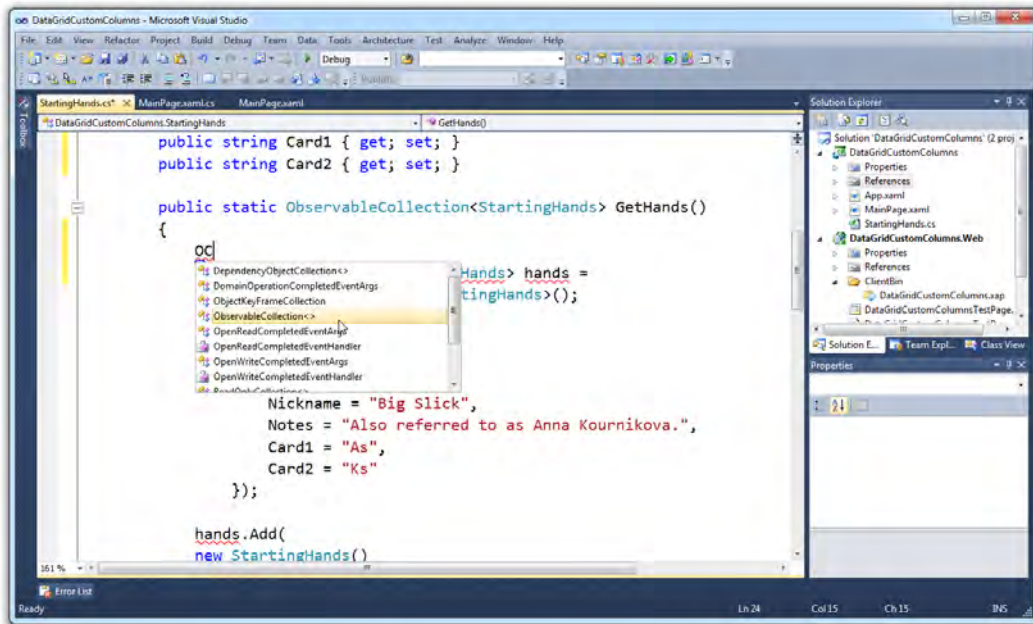 DataGridCustomColumns - Microsoft Visual Studio
File Edit View Refactor Project Build Debug Team Data Tools Architecture Test Analyze Window Help
Debug
StartingHands.cs* MainPage.xaml.cs MainPage.xaml
Toolbox
DataGridCustomColumns.StartingHands
GetHands()
public string Card1 { get; set; }
public string Card2 { get; set; }
public static ObservableCollection<StartingHands> GetHands()
{
OC
DependencyObjectCollection<>
DomainOperationCompletedEventArgs
ObjectKeyFrameCollection
ObservableCollection<>
OpenReadCompletedEventArgs
OpenReadCompletedEventHandler
OpenWriteCompletedEventArgs
OpenWriteCompletedEventHandler
ReadOnlyCollection<>
Hands> hands =
tingHands>();
Nickname = "Big Slick",
Notes = "Also referred to as Anna Kournikova.",
Card1 = "As",
Card2 = "Ks"
});
hands.Add(
new StartingHands()
161 %
Error List
Solution Explorer
Solution 'DataGridCustomColumns' (2 proj
DataGridCustomColumns
Properties
References
App.xaml
MainPage.xaml
StartingHands.cs
DataGridCustomColumns.Web
Properties
References
ClientBin
DataGridCustomColumns.xap
DataGridCustomColumnsTestPage.
Solution E... Team Expl... Class View
Properties
Ready
Ln 24 Col 15 Ch 15 INS